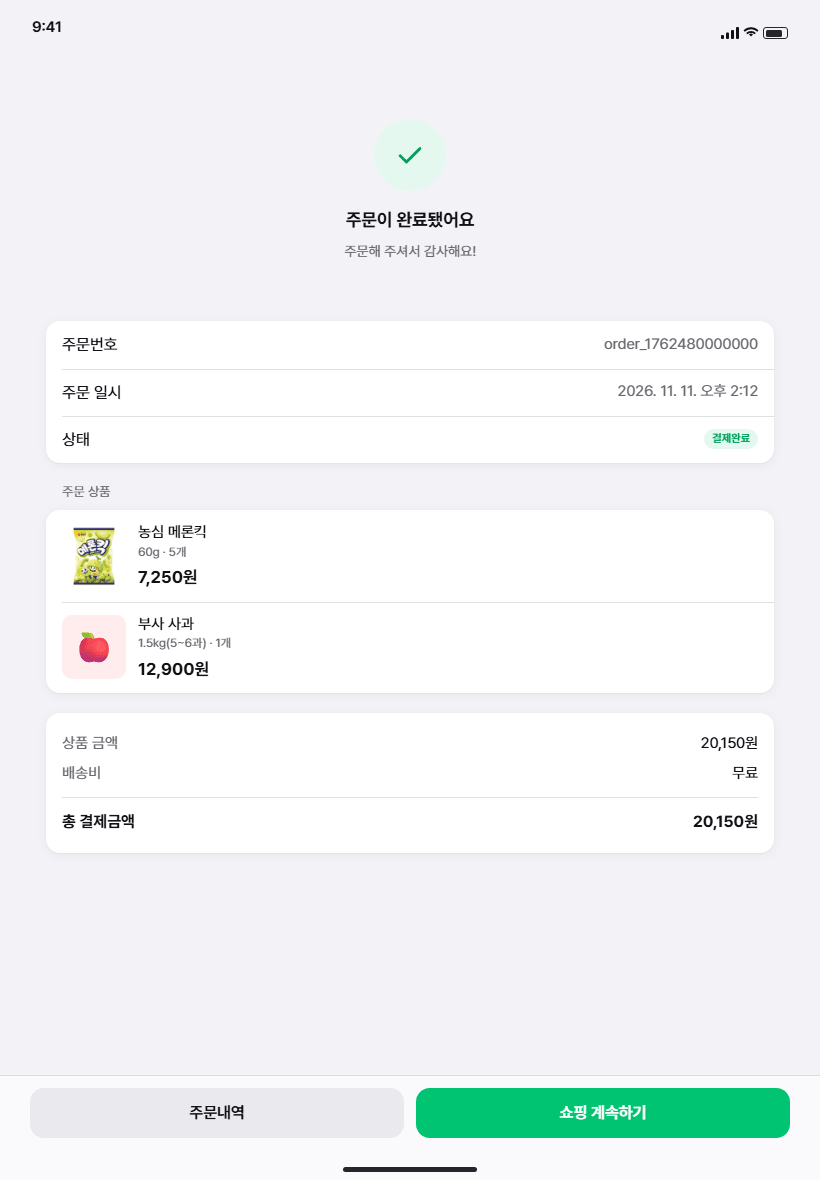 9:41
주문이 완료됐어요
주문해 주셔서 감사해요!
주문번호 order_1762480000000
주문 일시 2026. 11. 11. 오후 2:12
상태 결제완료
주문 상품
메론킥
농심 메론킥
60g · 5개
7,250원
부사 사과
1.5kg(5~6과) · 1개
12,900원
상품 금액 20,150원
배송비 무료
총 결제금액 20,150원
주문내역 쇼핑 계속하기